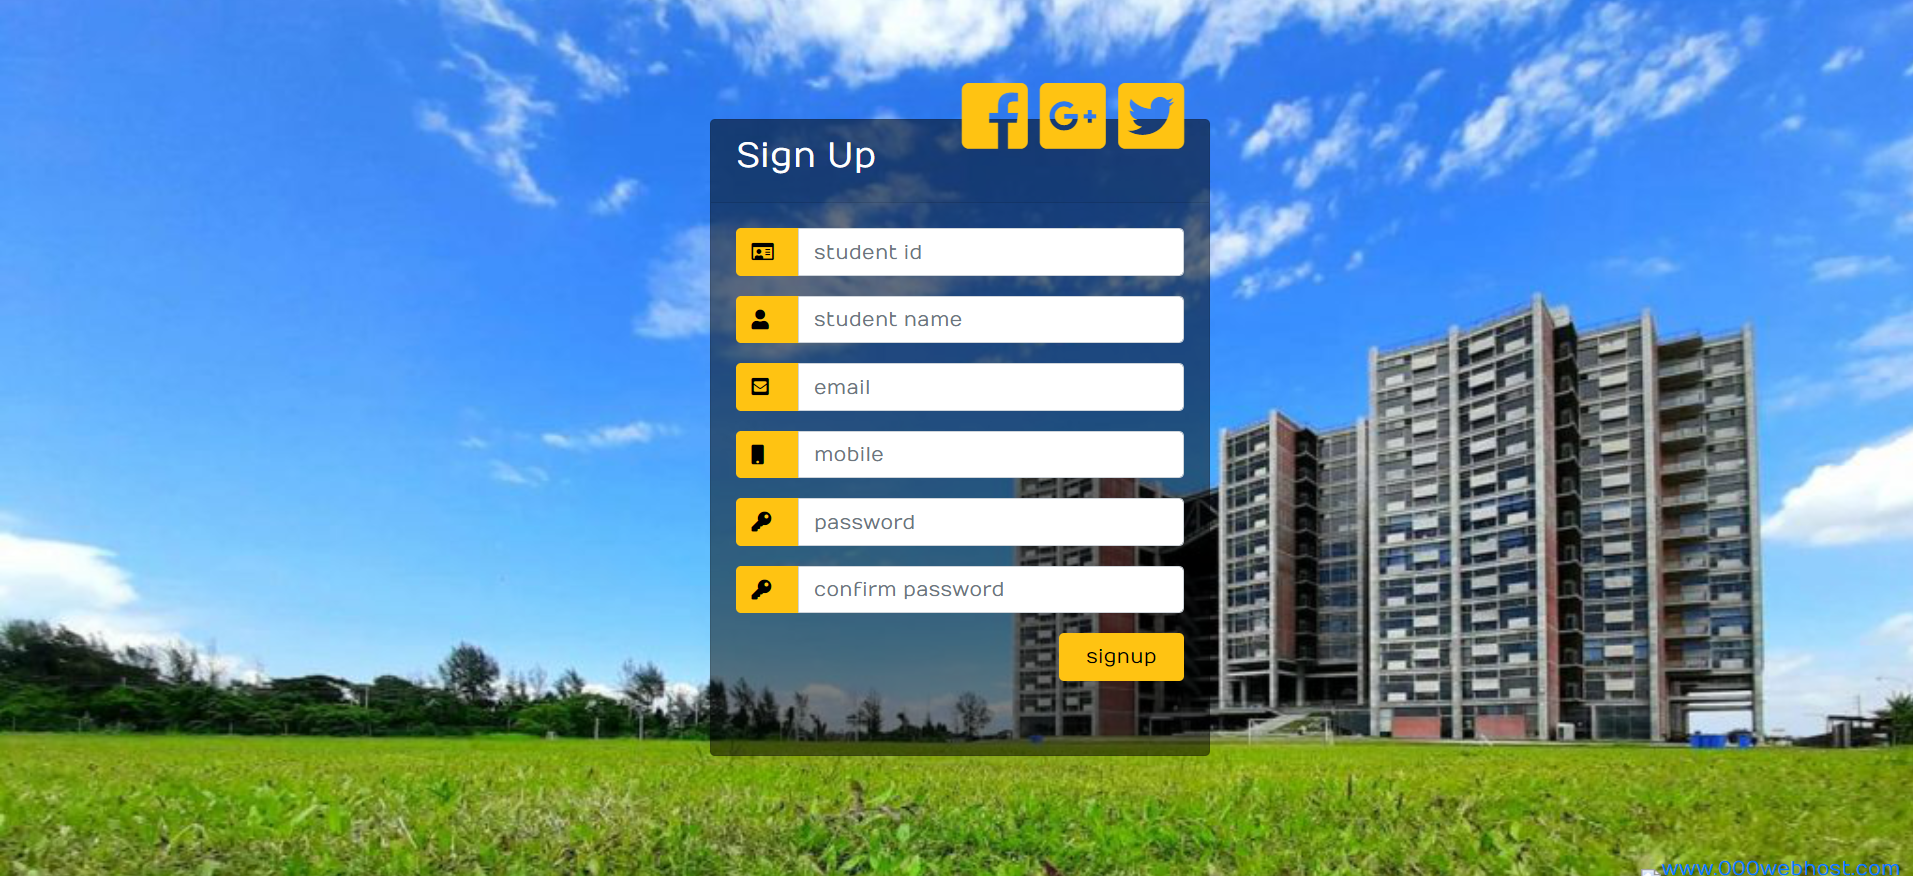 Sign Up
student id
student name
email
mobile
password
confirm password
signup
www.000webhost.com